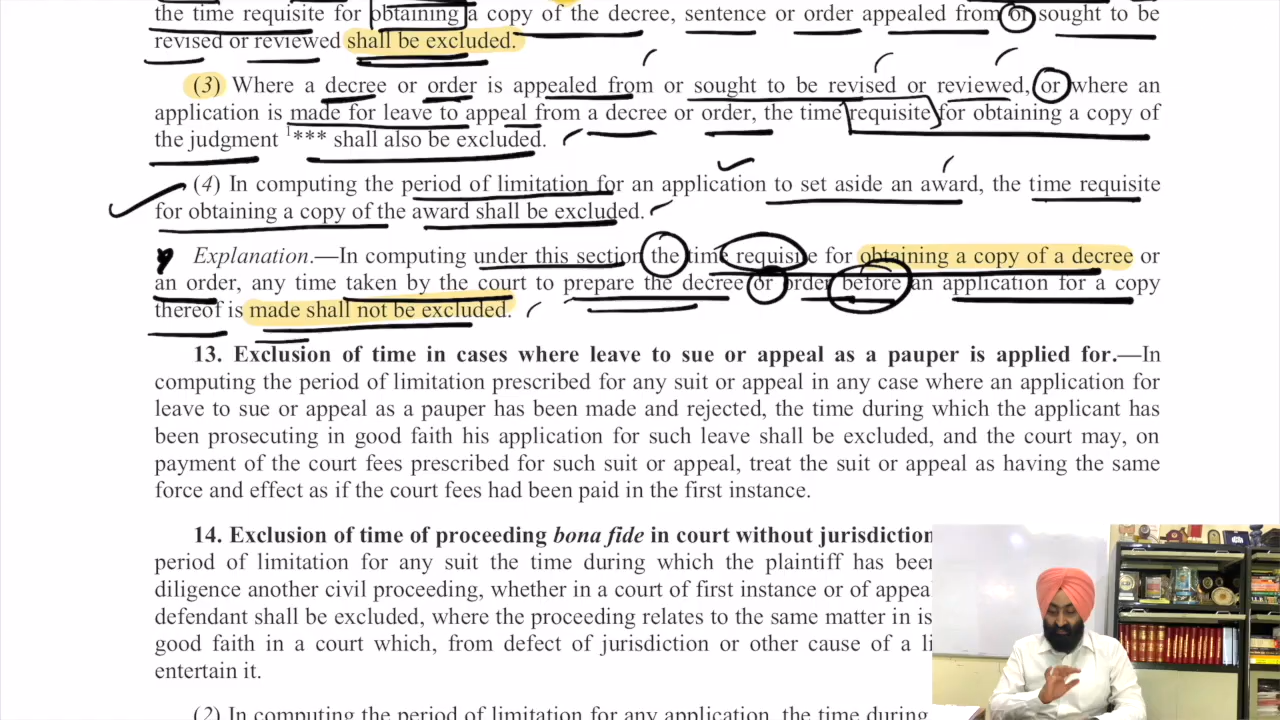 the time requisite for obtaining a copy of the decree, sentence or order appealed from or sought to be
revised or reviewed shall be excluded.
(3) Where a decree or order is appealed from or sought to be revised or reviewed, or where an
application is made for leave to appeal from a decree or order, the time requisite for obtaining a copy of
the judgment 1*** shall also be excluded.
(4) In computing the period of limitation for an application to set aside an award, the time requisite
for obtaining a copy of the award shall be excluded.
Explanation.—In computing under this section the time requisite for obtaining a copy of a decree or
an order, any time taken by the court to prepare the decree or order before an application for a copy
thereof is made shall not be excluded.
13. Exclusion of time in cases where leave to sue or appeal as a pauper is applied for.—In
computing the period of limitation prescribed for any suit or appeal in any case where an application for
leave to sue or appeal as a pauper has been made and rejected, the time during which the applicant has
been prosecuting in good faith his application for such leave shall be excluded, and the court may, on
payment of the court fees prescribed for such suit or appeal, treat the suit or appeal as having the same
force and effect as if the court fees had been paid in the first instance.
14. Exclusion of time of proceeding bona fide in court without jurisdiction
period of limitation for any suit the time during which the plaintiff has been
diligence another civil proceeding, whether in a court of first instance or of appeal
defendant shall be excluded, where the proceeding relates to the same matter in is
good faith in a court which, from defect of jurisdiction or other cause of a li
entertain it.
(2) In computing the period of limitation for any application, the time during